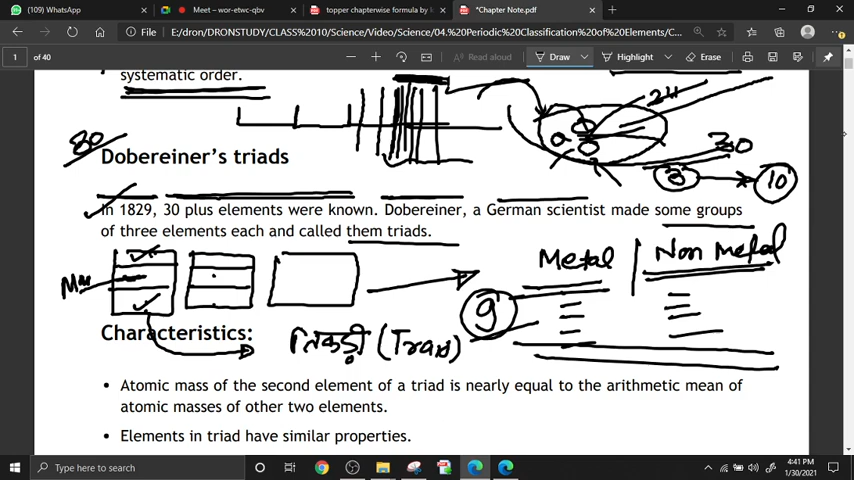 (109) WhatsApp
Meet – wor-etwc-qbv
topper chapterwise formula by k
*Chapter Note.pdf
File
E:/dron/DRONSTUDY/CLASS%2010/Science/Video/Science/04.%20Periodic%20Classification%20of%20Elements/C...
1
of 40
Read aloud
Draw
Highlight
Erase
systematic order.
24
80
30
Dobereiner's triads
8
10
In 1829, 30 plus elements were known. Dobereiner, a German scientist made some groups
of three elements each and called them triads.
Metal
Non Metal
9
Characteristics:
(Triad)
• Atomic mass of the second element of a triad is nearly equal to the arithmetic mean of
atomic masses of other two elements.
• Elements in triad have similar properties.
Type here to search
4:41 PM
1/30/2021